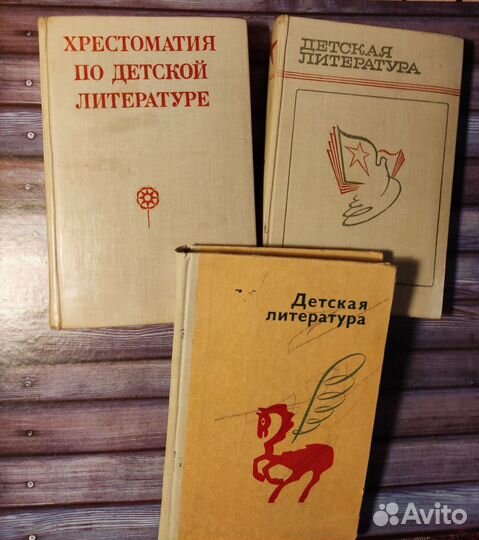 ХРЕСТОМАТИЯ
ПО ДЕТСКОЙ
ЛИТЕРАТУРЕ
ДЕТСКАЯ
ЛИТЕРАТУРА
Детская
литература
Avito